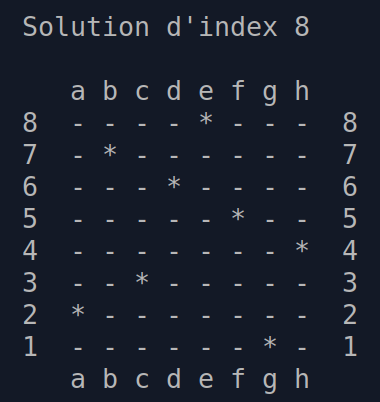 Solution d'index 8
a b c d e f g h
8 - - - - * - - - 8
7 - * - - - - - - 7
6 - - - * - - - - 6
5 - - - - - * - - 5
4 - - - - - - - * 4
3 - - * - - - - - 3
2 * - - - - - - - 2
1 - - - - - - * - 1
a b c d e f g h